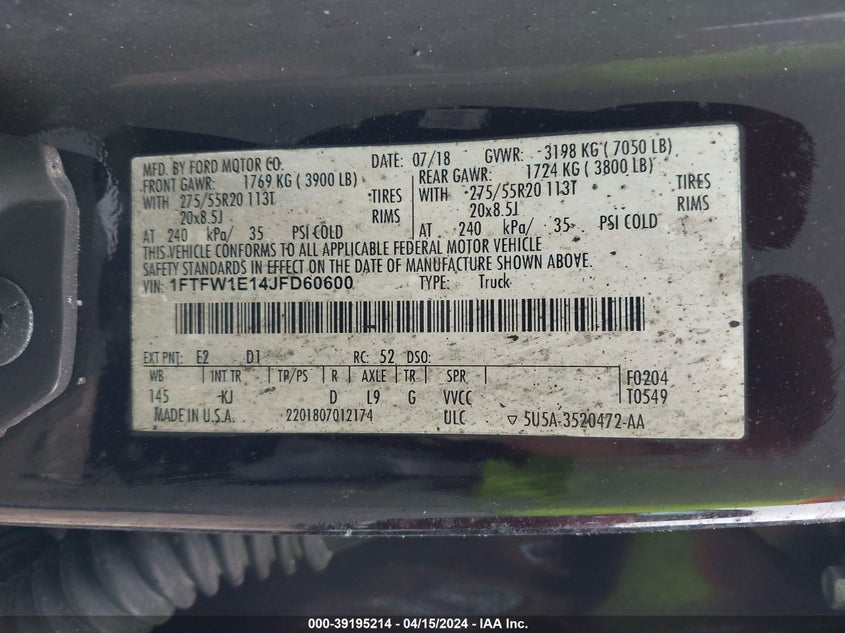 MFD. BY FORD MOTOR CO. DATE: 07/18 GVWR: 3198 KG ( 7050 LB)
FRONT GAWR: 1769 KG ( 3900 LB) REAR GAWR: 1724 KG ( 3800 LB)
WITH 275/55R20 113T TIRES WITH 275/55R20 113T TIRES
20x8.5J RIMS 20x8.5J RIMS
AT 240 kPa/ 35 PSI COLD AT 240 kPa/ 35 PSI COLD
THIS VEHICLE CONFORMS TO ALL APPLICABLE FEDERAL MOTOR VEHICLE
SAFETY STANDARDS IN EFFECT ON THE DATE OF MANUFACTURE SHOWN ABOVE.
VIN: 1FTFW1E14JFD60600 TYPE: Truck
EXT PNT: E2 D1 RC: 52 DSO:
WB INT TR TP/PS R AXLE TR SPR F0204
145 KJ D L9 G VVCC T0549
MADE IN U.S.A. 2201807012174 ULC ▽ 5U5A-3520472-AA
000-39195214 - 04/15/2024 - IAA Inc.